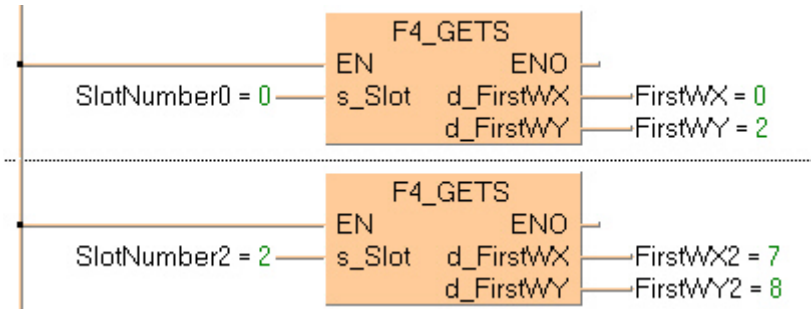 F4_GETS
EN ENO
SlotNumber0 = 0 s_Slot d_FirstWX FirstWX = 0
d_FirstWY FirstWY = 2
F4_GETS
EN ENO
SlotNumber2 = 2 s_Slot d_FirstWX FirstWX2 = 7
d_FirstWY FirstWY2 = 8